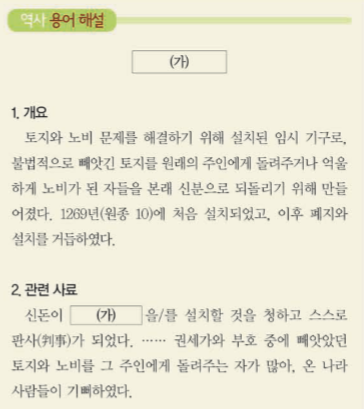 역사 용어 해설
(가)
1. 개요
토지와 노비 문제를 해결하기 위해 설치된 임시 기구로,
불법적으로 빼앗긴 토지를 원래의 주인에게 돌려주거나 억울
하게 노비가 된 자들을 본래 신분으로 되돌리기 위해 만들
어졌다. 1269년(원종 10)에 처음 설치되었고, 이후 폐지와
설치를 거듭하였다.
2. 관련 사료
신돈이 (가) 을/를 설치할 것을 청하고 스스로
판사(判事)가 되었다. …… 권세가와 부호 중에 빼앗았던
토지와 노비를 그 주인에게 돌려주는 자가 많아, 온 나라
사람들이 기뻐하였다.